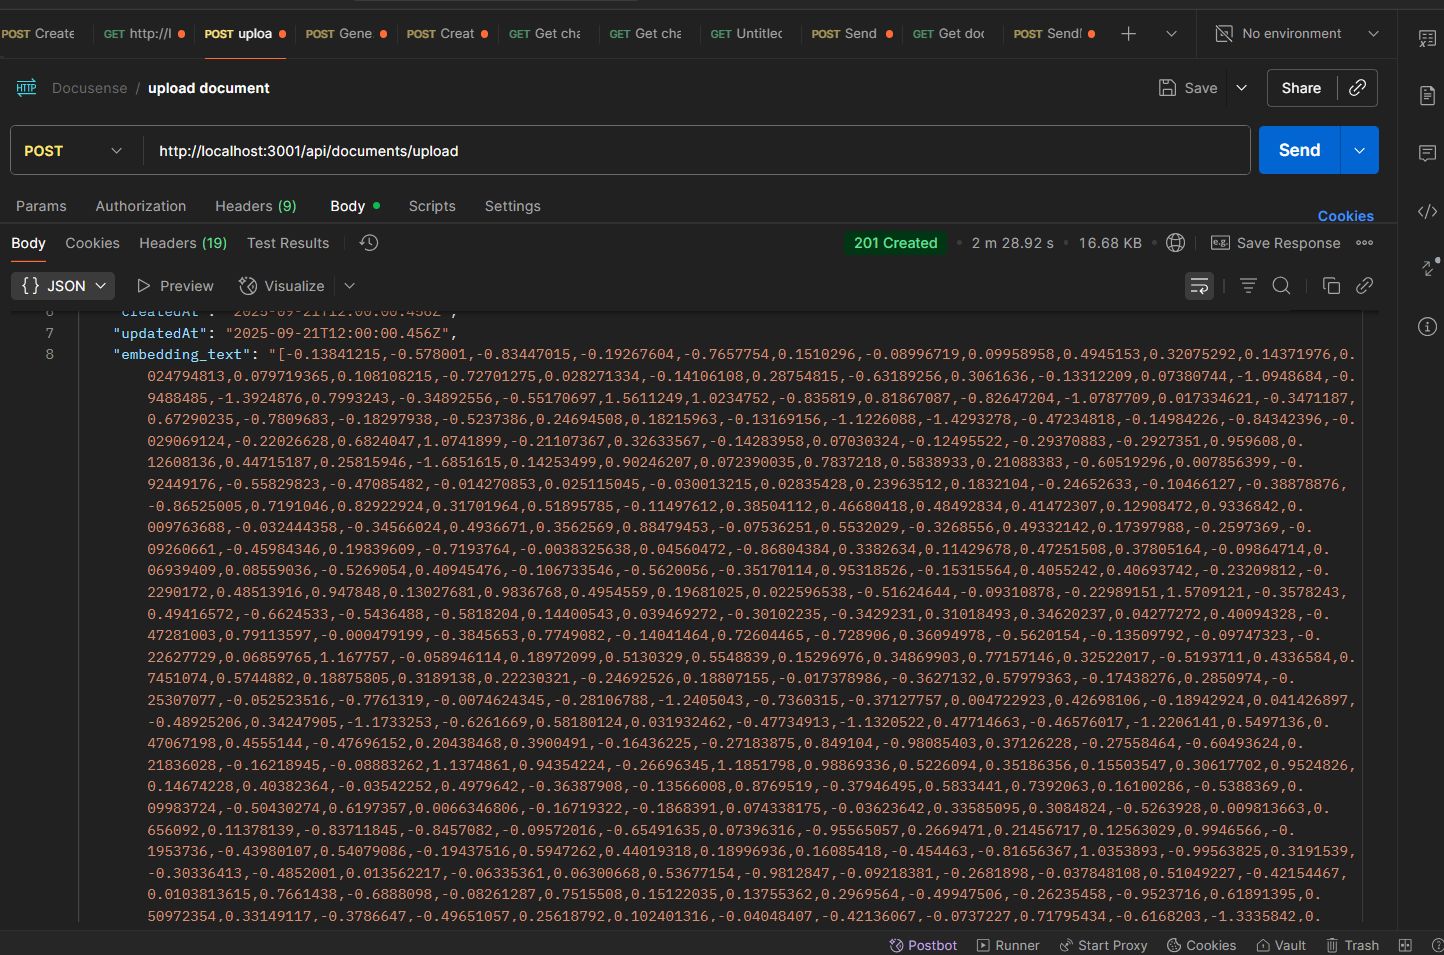 POST Create GET http://l POST uploa POST Gene. POST Creat GET Get cha GET Get cha GET Untitlec POST Send GET Get doc POST Send No environment
HTTP Docusense / upload document Save Share
POST http://localhost:3001/api/documents/upload Send
Params Authorization Headers (9) Body Scripts Settings
Cookies
Body Cookies Headers (19) Test Results 201 Created • 2 m 28.92 s • 16.68 KB • e.g. Save Response
{} JSON Preview Visualize
6 "createdAt": "2025-09-21T12:00:00.456Z",
7 "updatedAt": "2025-09-21T12:00:00.456Z",
8 "embedding_text": "[-0.13841215,-0.578001,-0.83447015,-0.19267604,-0.7657754,0.1510296,-0.08996719,0.09958958,0.4945153,0.32075292,0.14371976,0.
024794813,0.079719365,0.108108215,-0.72701275,0.028271334,-0.14106108,0.28754815,-0.63189256,0.3061636,-0.13312209,0.07380744,-1.0948684,-0.
9488485,-1.3924876,0.7993243,-0.34892556,-0.55170697,1.5611249,1.0234752,-0.835819,0.81867087,-0.82647204,-1.0787709,0.017334621,-0.3471187,
0.67290235,-0.7809683,-0.18297938,-0.5237386,0.24694508,0.18215963,-0.13169156,-1.1226088,-1.4293278,-0.47234818,-0.14984226,-0.84342396,-0.
029069124,-0.22026628,0.6824047,1.0741899,-0.21107367,0.32633567,-0.14283958,0.07030324,-0.12495522,-0.29370883,-0.2927351,0.959608,0.
12608136,0.44715187,0.25815946,-1.6851615,0.14253499,0.90246207,0.072390035,0.7837218,0.5838933,0.21088383,-0.60519296,0.007856399,-0.
92449176,-0.55829823,-0.47085482,-0.014270853,0.025115045,-0.030013215,0.02835428,0.23963512,0.1832104,-0.24652633,-0.10466127,-0.38878876,
-0.86525005,0.7191046,0.82922924,0.31701964,0.51895785,-0.11497612,0.38504112,0.46680418,0.48492834,0.41472307,0.12908472,0.9336842,0.
009763688,-0.032444358,-0.34566024,0.4936671,0.3562569,0.88479453,-0.07536251,0.5532029,-0.3268556,0.49332142,0.17397988,-0.2597369,-0.
09260661,-0.45984346,0.19839609,-0.7193764,-0.0038325638,0.04560472,-0.86804384,0.3382634,0.11429678,0.47251508,0.37805164,-0.09864714,0.
06939409,0.08559036,-0.5269054,0.40945476,-0.106733546,-0.5620056,-0.35170114,0.95318526,-0.15315564,0.4055242,0.40693742,-0.23209812,-0.
2290172,0.48513916,0.947848,0.13027681,0.9836768,0.4954559,0.19681025,0.022596538,-0.51624644,-0.09310878,-0.22989151,1.5709121,-0.3578243,
0.49416572,-0.6624533,-0.5436488,-0.5818204,0.14400543,0.039469272,-0.30102235,-0.3429231,0.31018493,0.34620237,0.04277272,0.40094328,-0.
47281003,0.79113597,-0.000479199,-0.3845653,0.7749082,-0.14041464,0.72604465,-0.728906,0.36094978,-0.5620154,-0.13509792,-0.09747323,-0.
22627729,0.06859765,1.167757,-0.058946114,0.18972099,0.5130329,0.5548839,0.15296976,0.34869903,0.77157146,0.32522017,-0.5193711,0.4336584,0.
7451074,0.5744882,0.18875805,0.3189138,0.22230321,-0.24692526,0.18807155,-0.017378986,-0.3627132,0.57979363,-0.17438276,0.2850974,-0.
25307077,-0.052523516,-0.7761319,-0.0074624345,-0.28106788,-1.2405043,-0.7360315,-0.37127757,0.004722923,0.42698106,-0.18942924,0.041426897,
-0.48925206,0.34247905,-1.1733253,-0.6261669,0.58180124,0.031932462,-0.47734913,-1.1320522,0.47714663,-0.46576017,-1.2206141,0.5497136,0.
47067198,0.4555144,-0.47696152,0.20438468,0.3900491,-0.16436225,-0.27183875,0.849104,-0.98085403,0.37126228,-0.27558464,-0.60493624,0.
21836028,-0.16218945,-0.08883262,1.1374861,0.94354224,-0.26696345,1.1851798,0.98869336,0.5226094,0.35186356,0.15503547,0.30617702,0.9524826,
0.14674228,0.40382364,-0.03542252,0.4979642,-0.36387908,-0.13566008,0.8769519,-0.37946495,0.5833441,0.7392063,0.16100286,-0.5388369,0.
09983724,-0.50430274,0.6197357,0.0066346806,-0.16719322,-0.1868391,0.074338175,-0.03623642,0.33585095,0.3084824,-0.5263928,0.009813663,0.
656092,0.11378139,-0.83711845,-0.8457082,-0.09572016,-0.65491635,0.07396316,-0.95565057,0.2669471,0.21456717,0.12563029,0.9946566,-0.
1953736,-0.43980107,0.54079086,-0.19437516,0.5947262,0.44019318,0.18996936,0.16085418,-0.454463,-0.81656367,1.0353893,-0.99563825,0.3191539,
-0.30336413,-0.4852001,0.013562217,-0.06335361,0.06300668,0.53677154,-0.9812847,-0.09218381,-0.2681898,-0.037848108,0.51049227,-0.42154467,
0.0103813615,0.7661438,-0.6888098,-0.08261287,0.7515508,0.15122035,0.13755362,0.2969564,-0.49947506,-0.26235458,-0.9523716,0.61891395,0.
50972354,0.33149117,-0.3786647,-0.49651057,0.25618792,0.102401316,-0.04048407,-0.42136067,-0.0737227,0.71795434,-0.6168203,-1.3335842,0.
Postbot Runner Start Proxy Cookies Vault Trash